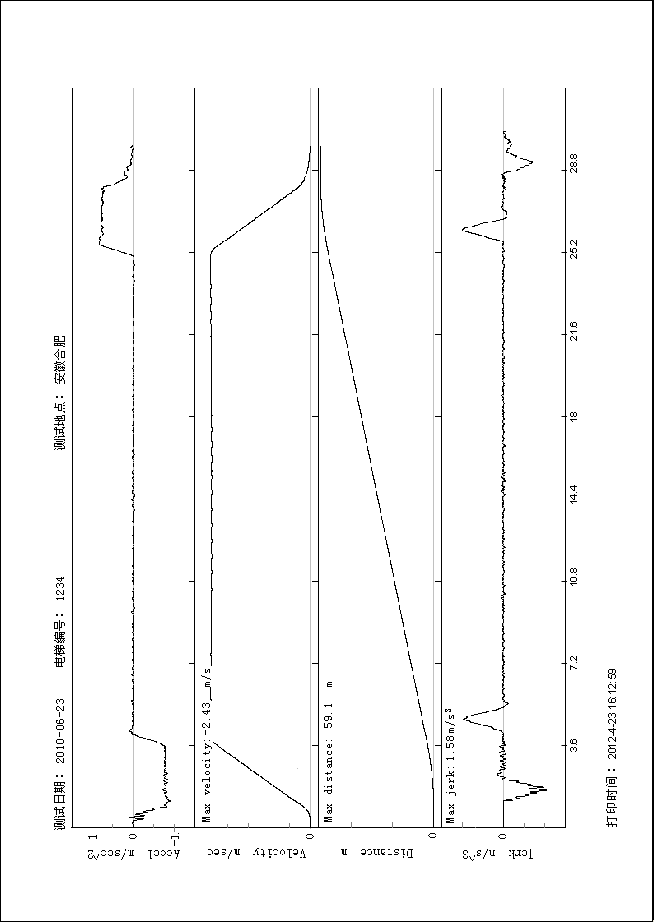 测试日期: 2010-06-23 电梯编号: 1234 测试地点: 安徽合肥
Accel m/sec^2
1 0 -1.
Max velocity:-2.43 m/s
Velocity m/sec
0
Max distance: 59.1 m
Distance m
0
Max jerk:1.58m/s³
Jerk m/s^3
0
3.6 7.2 10.8 14.4 18 21.6 25.2 28.8
打印时间: 2012-4-23 16:12:59